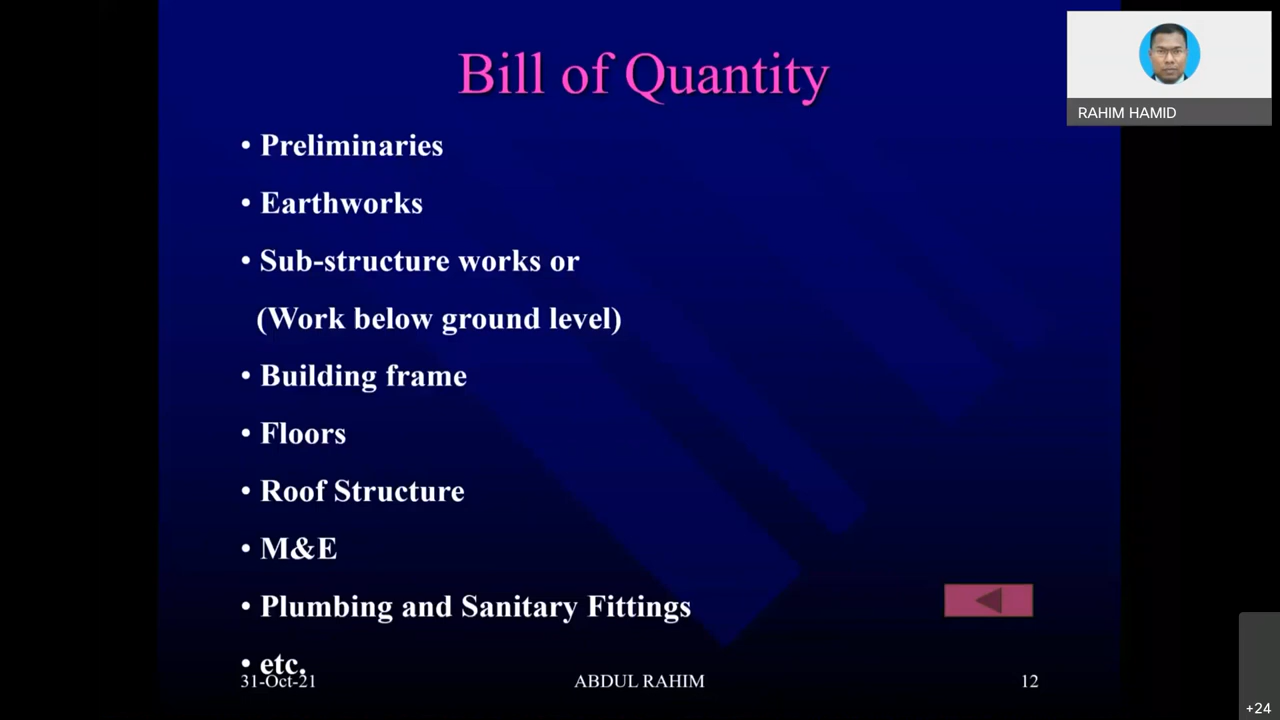 Bill of Quantity
RAHIM HAMID
• Preliminaries
• Earthworks
• Sub-structure works or
(Work below ground level)
• Building frame
• Floors
• Roof Structure
• M&E
• Plumbing and Sanitary Fittings
• etc.
31-Oct-21
ABDUL RAHIM
12
+24